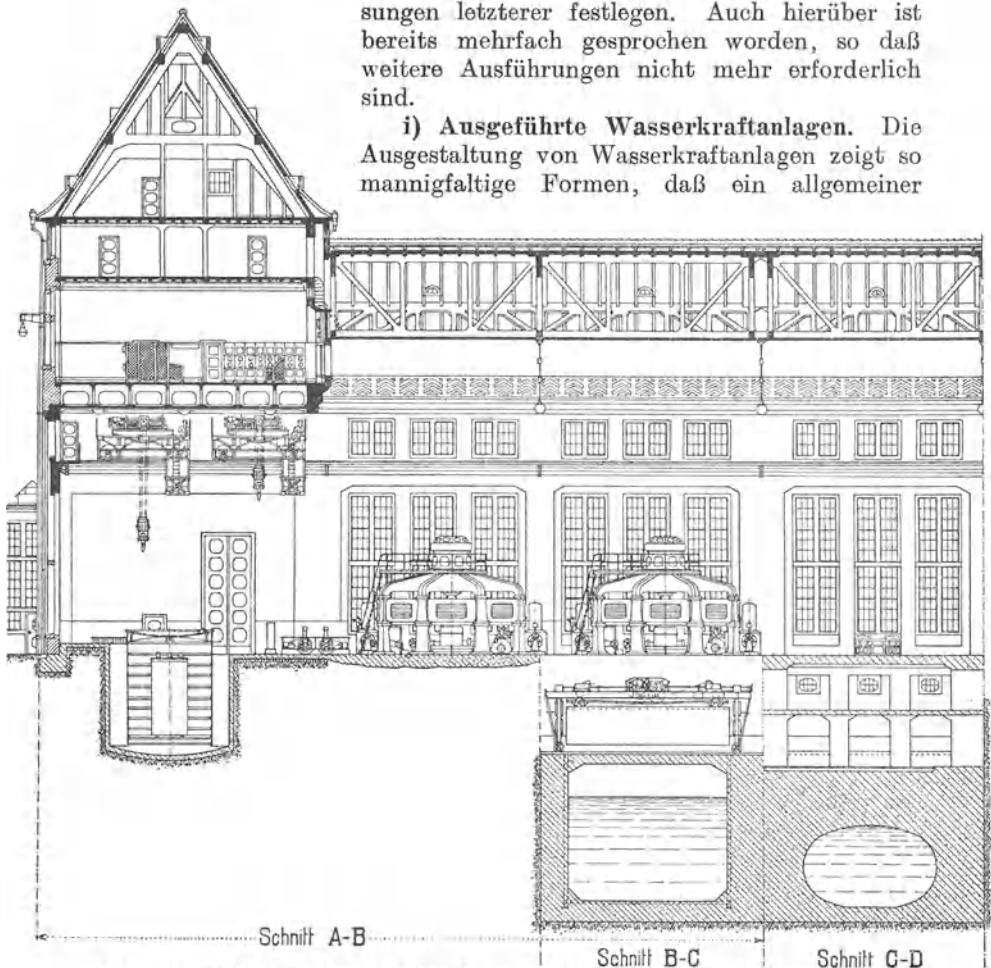 sungen letzterer festlegen. Auch hierüber ist
bereits mehrfach gesprochen worden, so daß
weitere Ausführungen nicht mehr erforderlich
sind.
i) Ausgeführte Wasserkraftanlagen. Die
Ausgestaltung von Wasserkraftanlagen zeigt so
mannigfaltige Formen, daß ein allgemeiner
Schnitt A-B
Schnitt B-C
Schnitt C-D